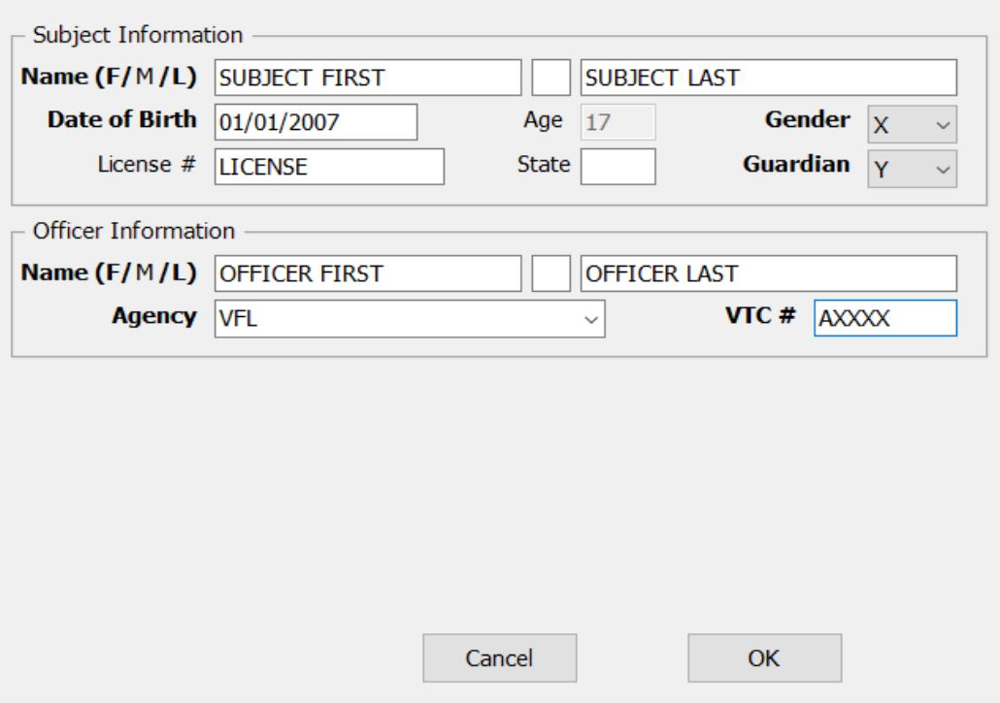 Subject Information
Name (F/M/L) SUBJECT FIRST SUBJECT LAST
Date of Birth 01/01/2007 Age 17 Gender X
License # LICENSE State Guardian Y
Officer Information
Name (F/M/L) OFFICER FIRST OFFICER LAST
Agency VFL VTC # AXXXX
Cancel OK